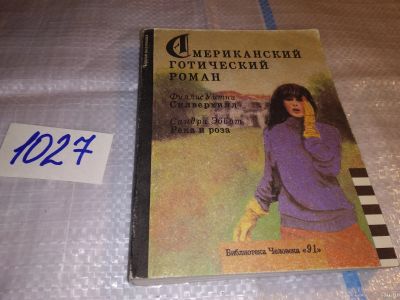 АМЕРИКАНСКИЙ
ГОТИЧЕСКИЙ
РОМАН
Филлис Уитни
Силверхилл
Сандра Эббот
Река и роза
Библиотека Человека «91»
1027